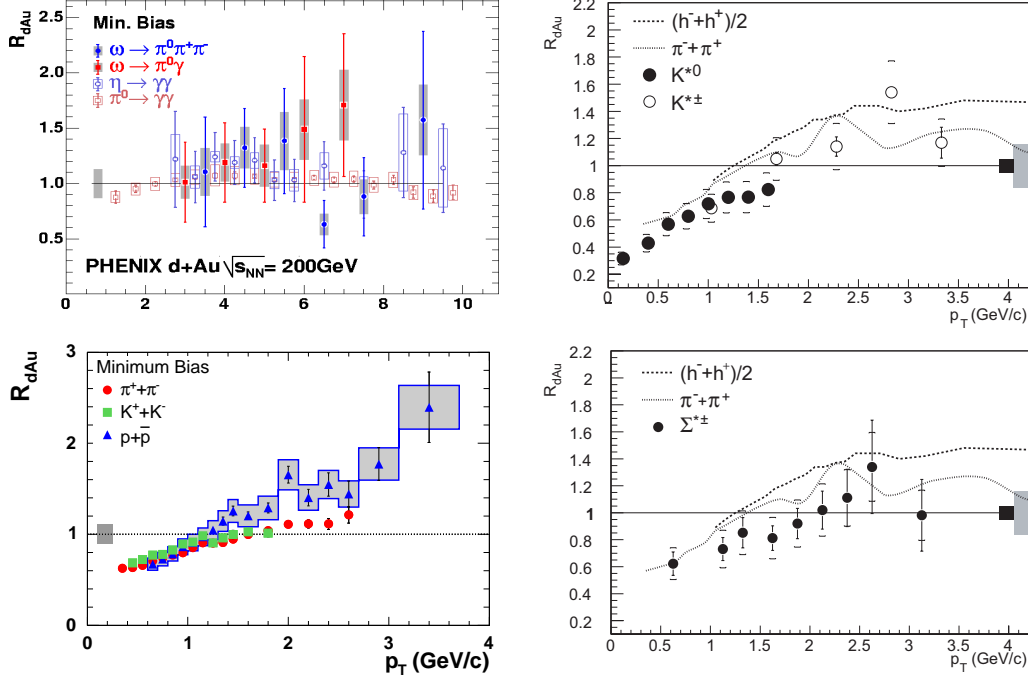 R_dAu
Min. Bias
ω → π⁰π⁺π⁻
ω → π⁰γ
η → γγ
π⁰ → γγ
PHENIX d+Au √s_NN = 200GeV
2.5
2.0
1.5
1.0
0.5
0 2 4 6 8 10
R_dAu
(h⁻+h⁺)/2
π⁻+π⁺
K*⁰
K*±
2.2
2
1.8
1.6
1.4
1.2
1
0.8
0.6
0.4
0.2
0 0.5 1 1.5 2 2.5 3 3.5 4
p_T (GeV/c)
R_dAu
Minimum Bias
π⁺+π⁻
K⁺+K⁻
p+p̄
3
2
1
0
0 1 2 3 4
p_T (GeV/c)
R_dAu
(h⁻+h⁺)/2
π⁻+π⁺
Σ*±
2.2
2
1.8
1.6
1.4
1.2
1
0.8
0.6
0.4
0.2
0 0.5 1 1.5 2 2.5 3 3.5 4
p_T (GeV/c)